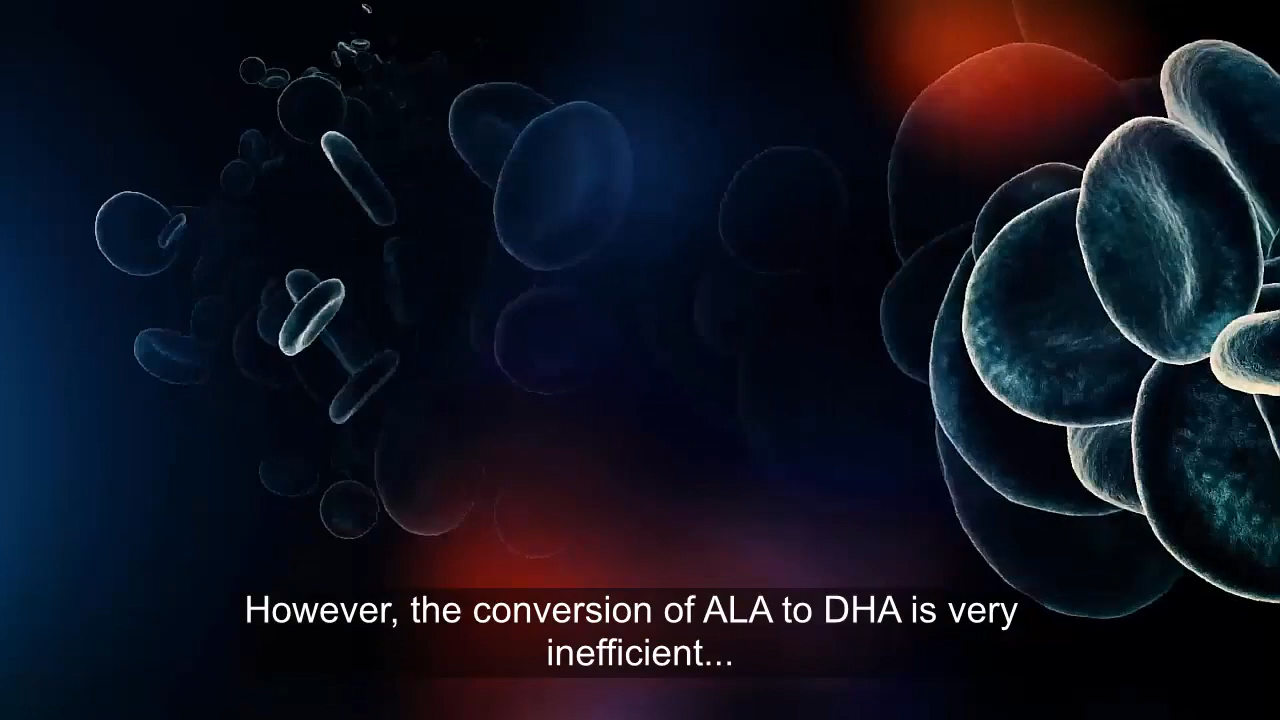 However, the conversion of ALA to DHA is very
inefficient...